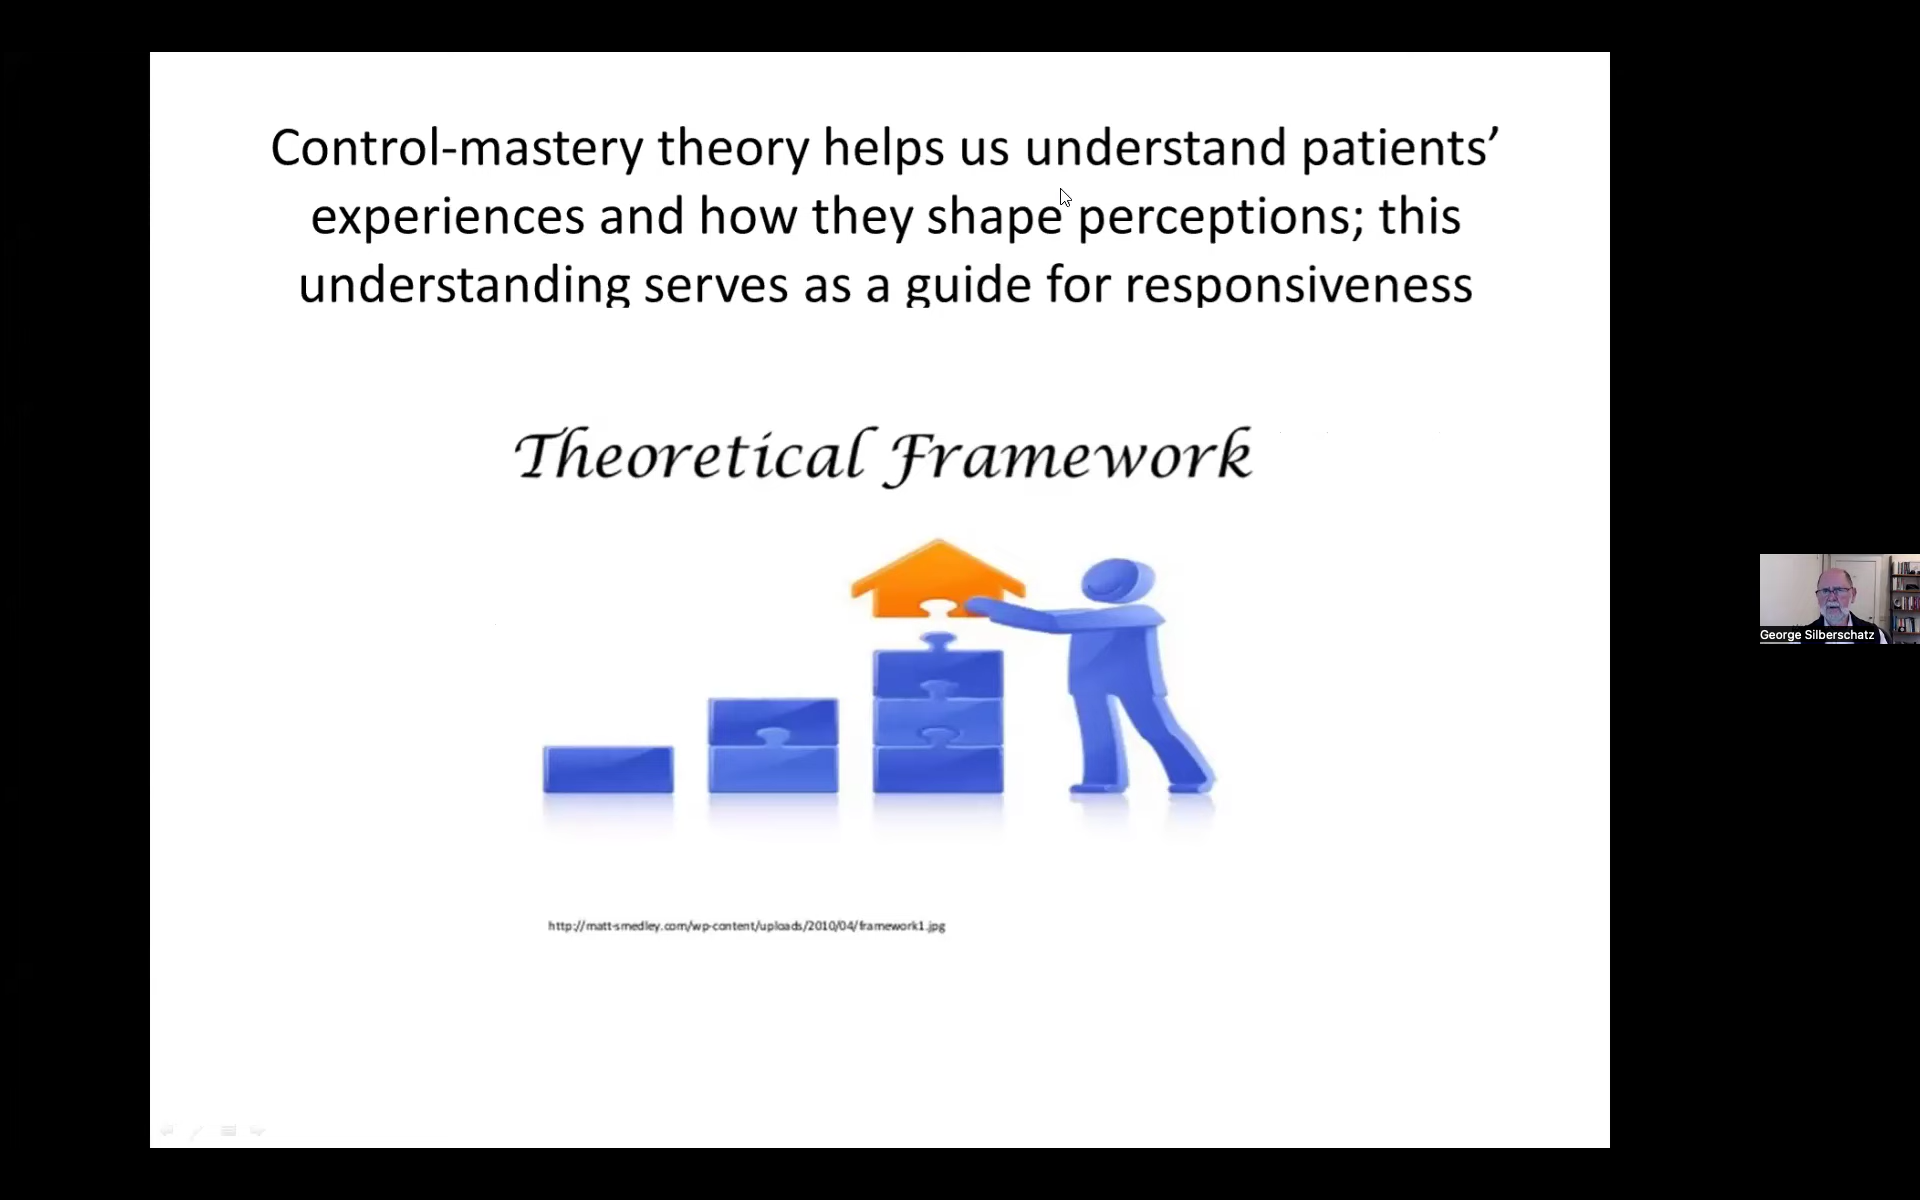 Control-mastery theory helps us understand patients’
experiences and how they shape perceptions; this
understanding serves as a guide for responsiveness
Theoretical Framework
http://matt-smedley.com/wp-content/uploads/2010/04/framework1.jpg
George Silberschatz